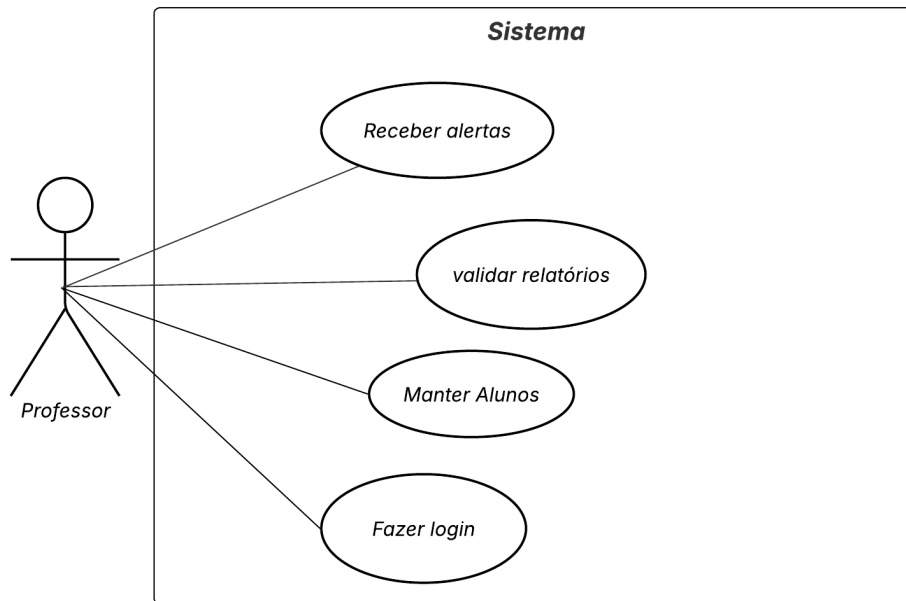 Sistema
Receber alertas
validar relatórios
Manter Alunos
Professor
Fazer login